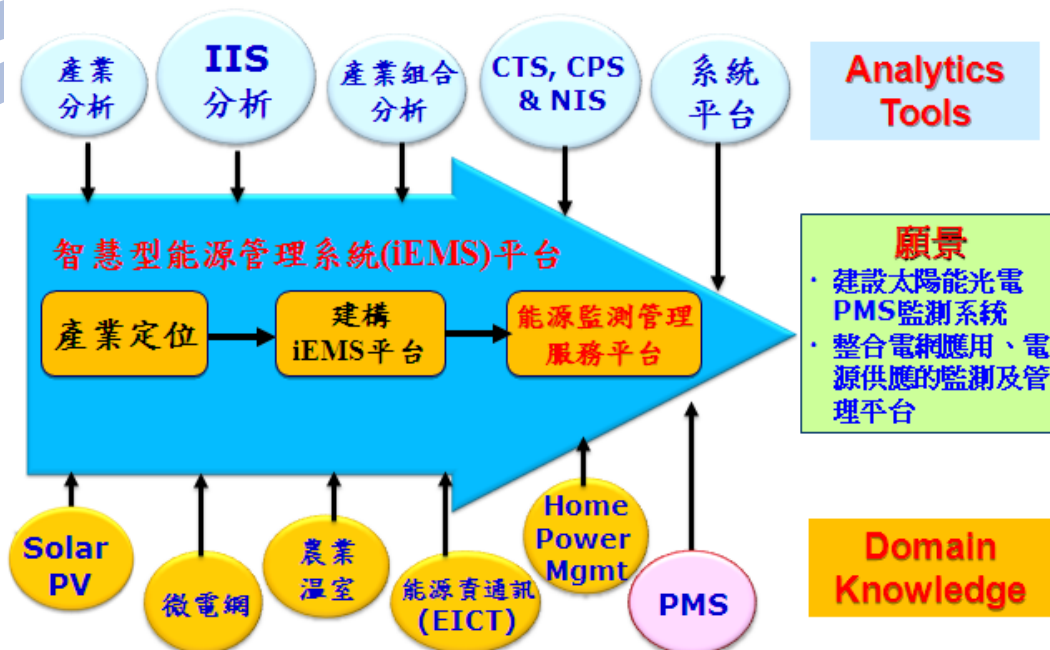 產業
分析
IIS
分析
產業組合
分析
CTS, CPS
& NIS
系統
平台
Analytics
Tools
智慧型能源管理系統(iEMS)平台
產業定位
建構
iEMS平台
能源監測管理
服務平台
願景
· 建設太陽能光電
PMS監測系統
· 整合電網應用、電
源供應的監測及管
理平台
Solar
PV
微電網
農業
溫室
能源資通訊
(EICT)
Home
Power
Mgmt
PMS
Domain
Knowledge